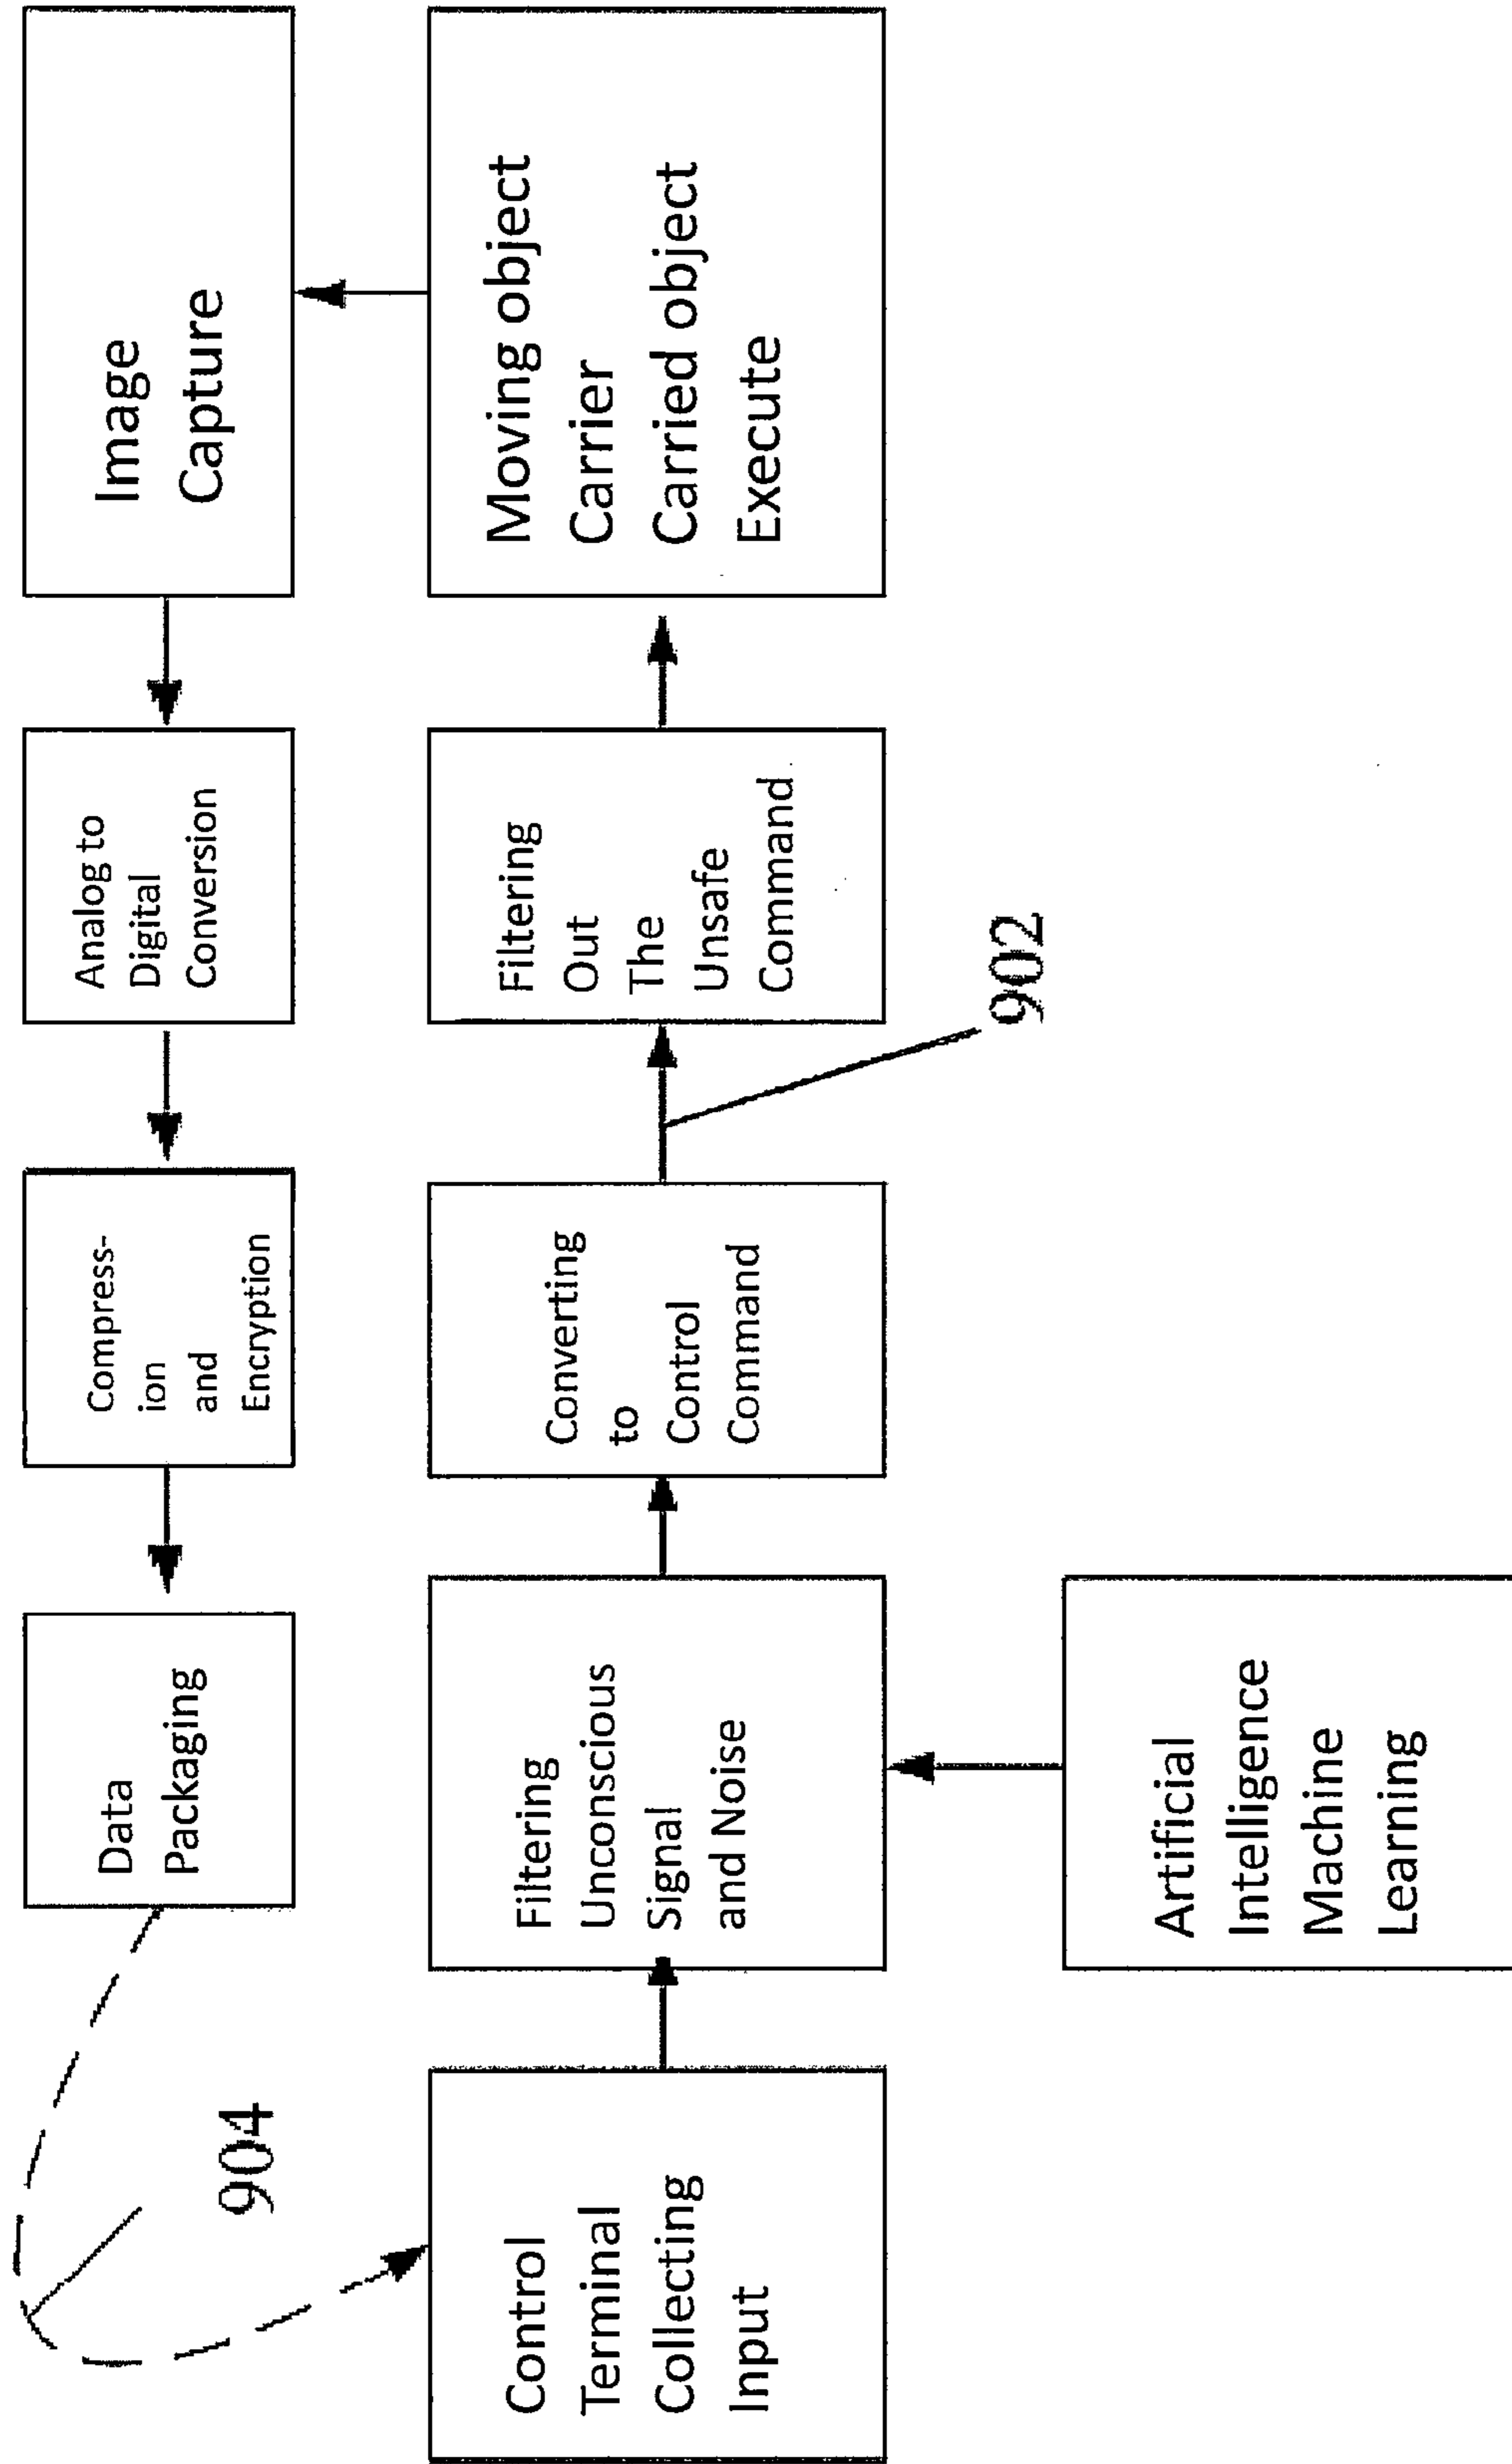 Data
Packaging
Compress-
ion
and
Encryption
Analog to
Digital
Conversion
Image
Capture
904
Control
Terminal
Collecting
Input
Filtering
Unconscious
Signal
and Noise
Converting
to
Control
Command
Filtering
Out
The
Unsafe
Command
Moving object
Carrier
Carried object
Execute
902
Artificial
Intelligence
Machine
Learning